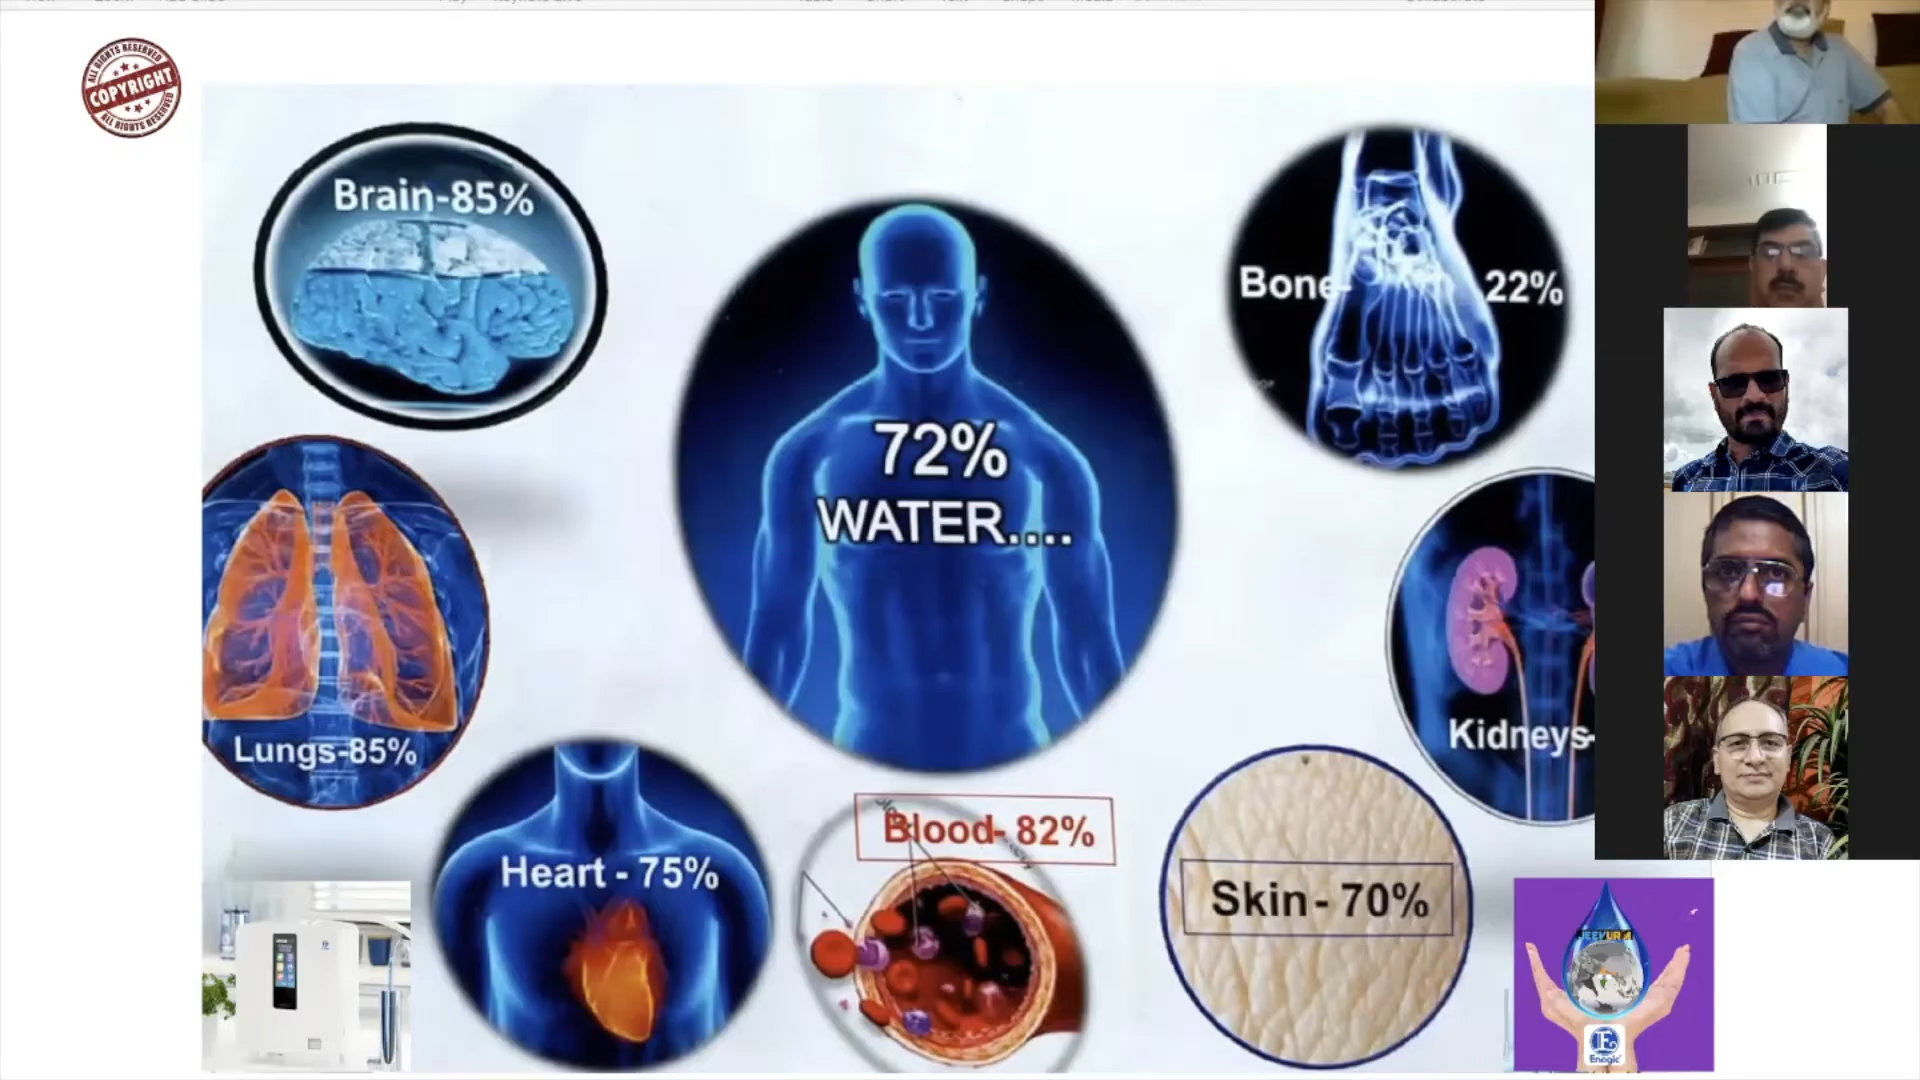 ALL RIGHTS RESERVED
COPYRIGHT
ALL RIGHTS RESERVED
Brain-85%
Bone- 22%
72%
WATER....
Lungs-85%
Kidneys-
Heart - 75%
Blood- 82%
Skin- 70%
E
Enagic